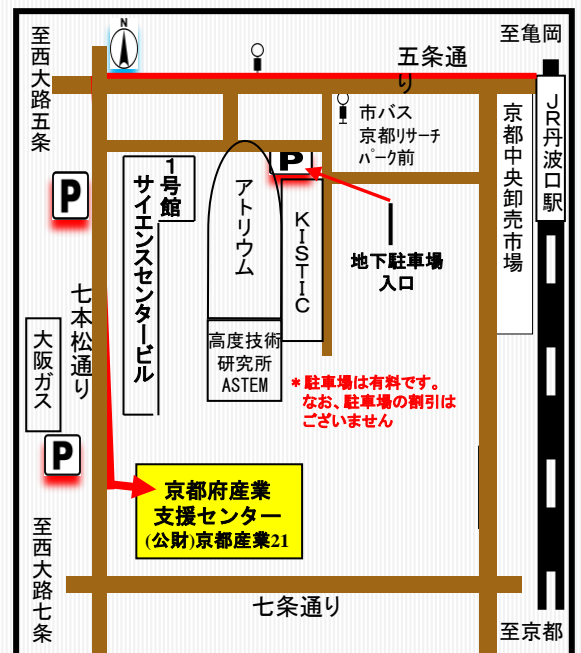 N
至西大路五条
至亀岡
五条通
り
市バス
京都リサーチ
パーク前
京都中央卸売市場
JR丹波口駅
1号館
サイエンスセンタービル
P
アトリウム
P
KISTIC
地下駐車場
入口
七本松通り
大阪ガス
高度技術
研究所
ASTEM
*駐車場は有料です。
なお、駐車場の割引は
ございません
P
京都府産業
支援センター
(公財)京都産業21
至西大路七条
七条通り
至京都